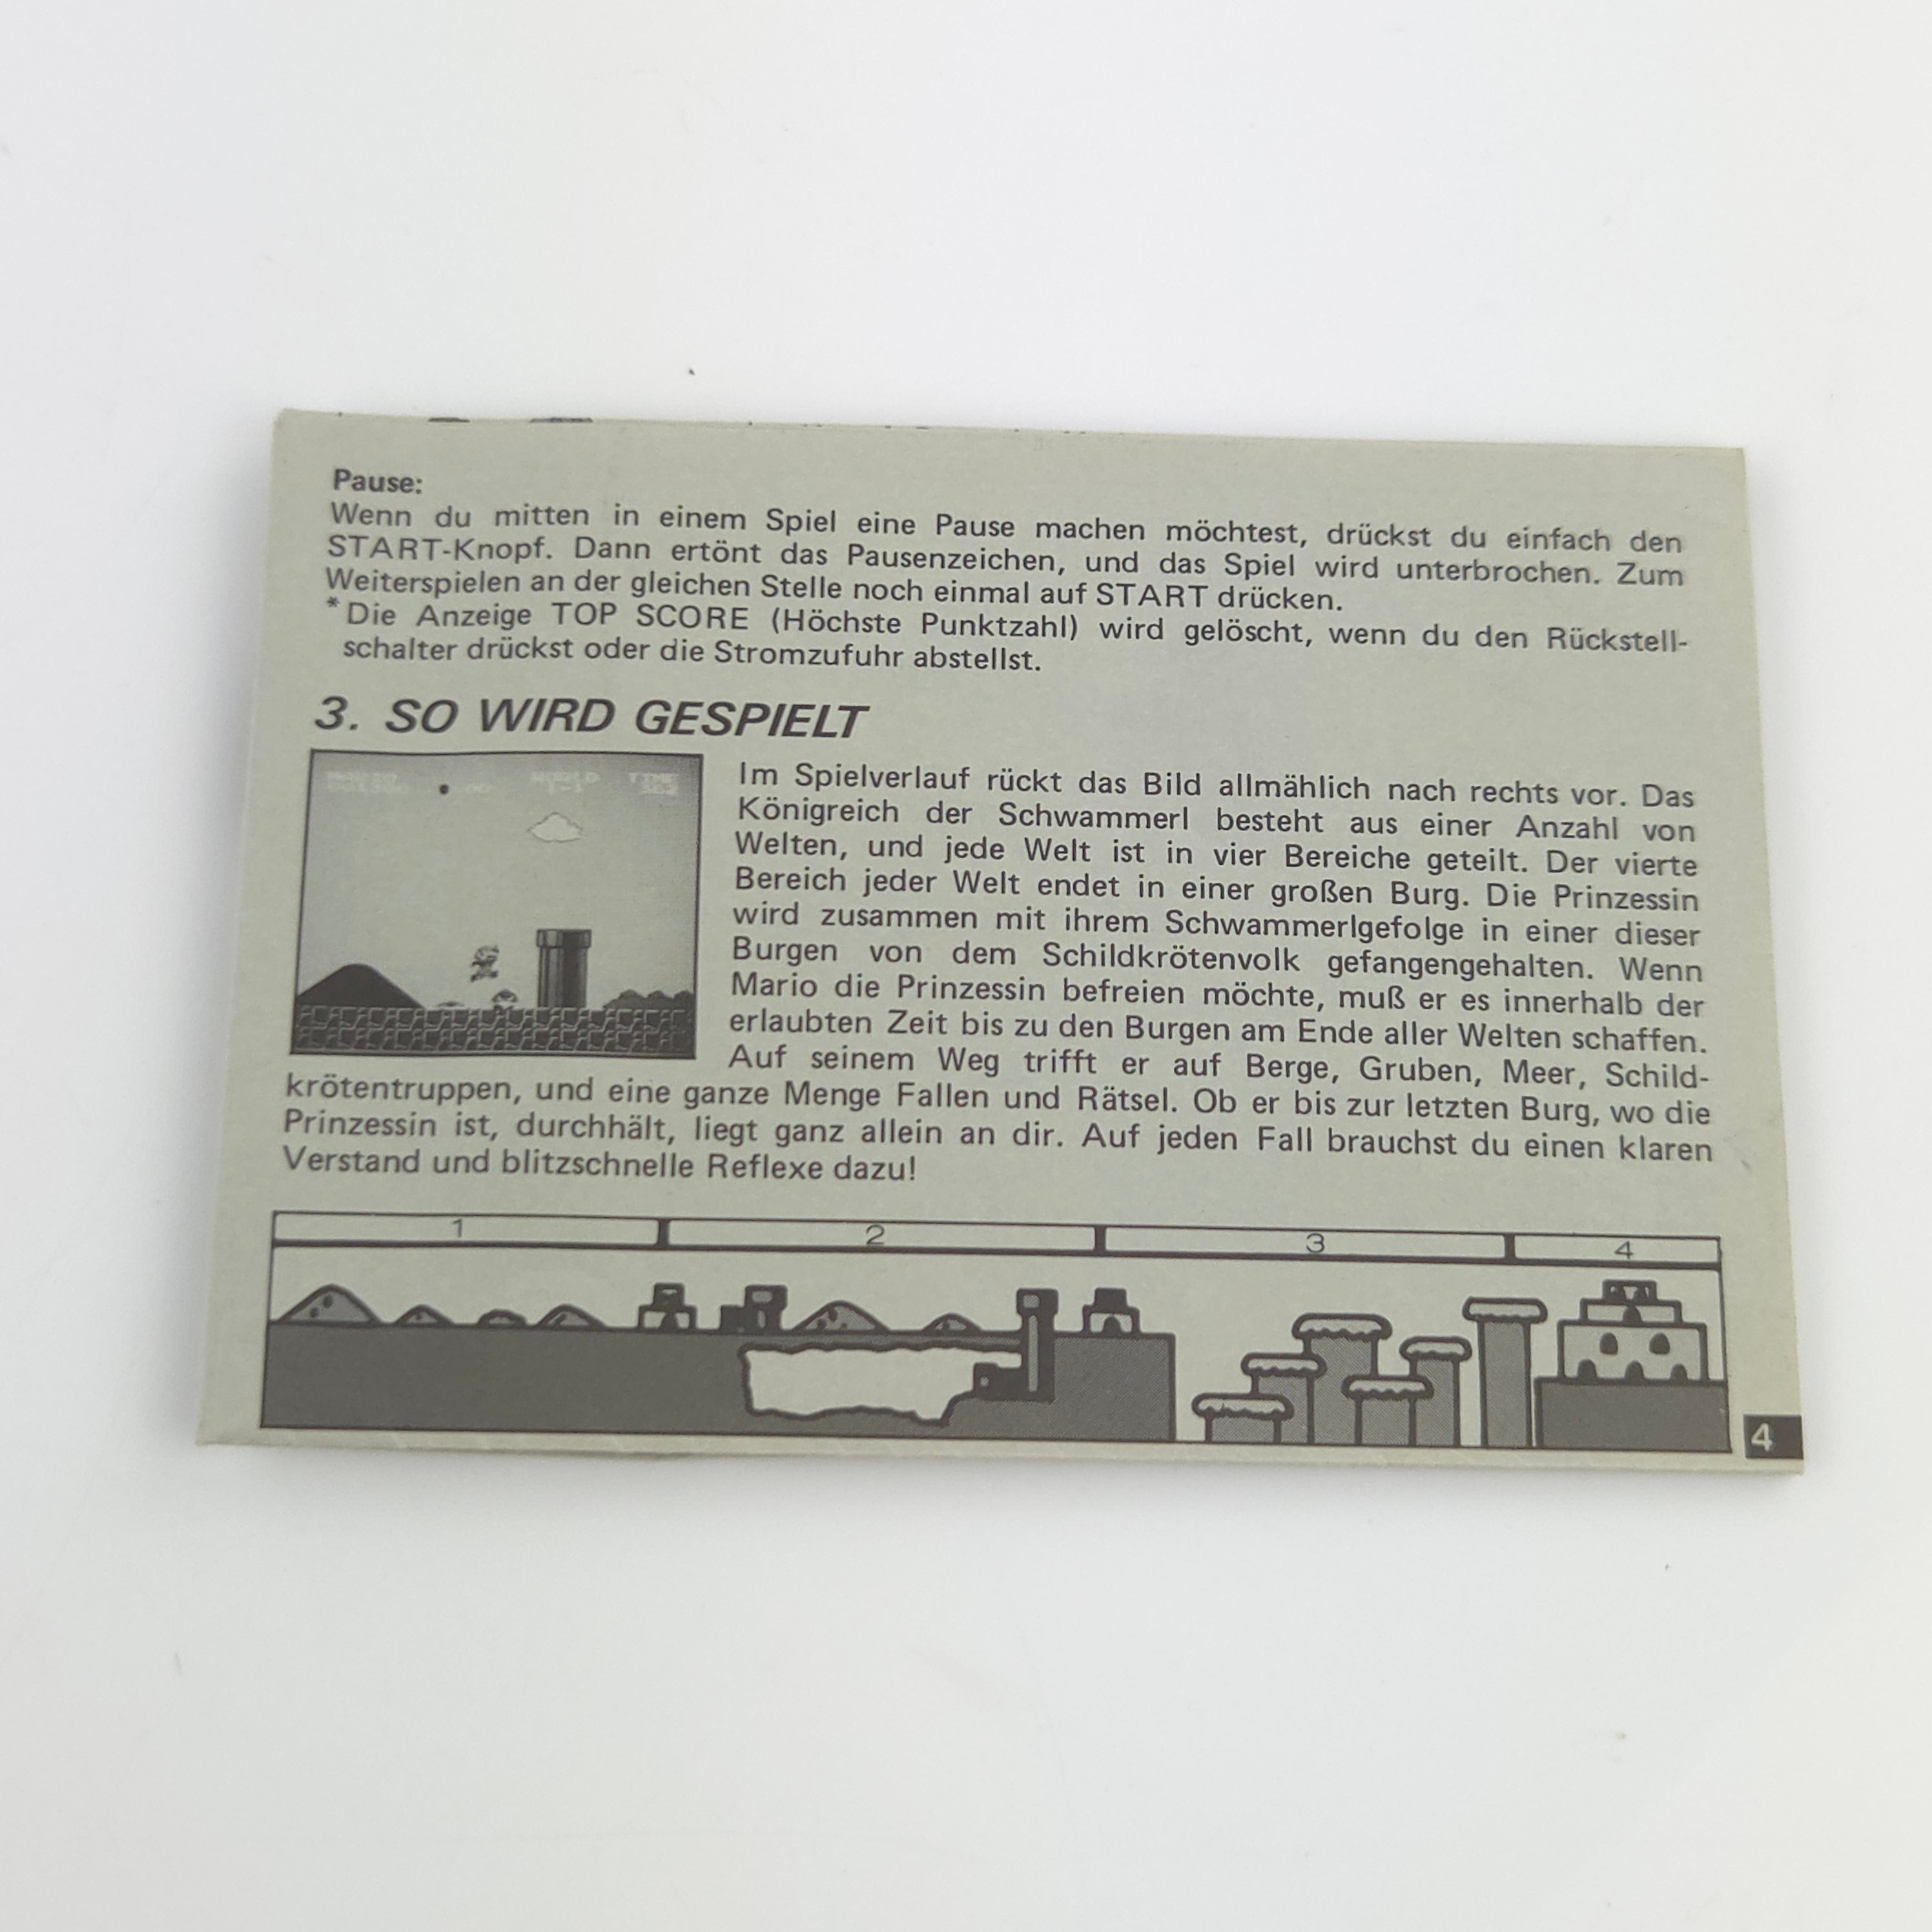 Pause:
Wenn du mitten in einem Spiel eine Pause machen möchtest, drückst du einfach den
START-Knopf. Dann ertönt das Pausenzeichen, und das Spiel wird unterbrochen. Zum
Weiterspielen an der gleichen Stelle noch einmal auf START drücken.
*Die Anzeige TOP SCORE (Höchste Punktzahl) wird gelöscht, wenn du den Rückstell-
schalter drückst oder die Stromzufuhr abstellst.
3. SO WIRD GESPIELT
MARIO WORLD TIME
1-1
Im Spielverlauf rückt das Bild allmählich nach rechts vor. Das
Königreich der Schwammerl besteht aus einer Anzahl von
Welten, und jede Welt ist in vier Bereiche geteilt. Der vierte
Bereich jeder Welt endet in einer großen Burg. Die Prinzessin
wird zusammen mit ihrem Schwammerlgefolge in einer dieser
Burgen von dem Schildkrötenvolk gefangengehalten. Wenn
Mario die Prinzessin befreien möchte, muß er es innerhalb der
erlaubten Zeit bis zu den Burgen am Ende aller Welten schaffen.
Auf seinem Weg trifft er auf Berge, Gruben, Meer, Schild-
krötentruppen, und eine ganze Menge Fallen und Rätsel. Ob er bis zur letzten Burg, wo die
Prinzessin ist, durchhält, liegt ganz allein an dir. Auf jeden Fall brauchst du einen klaren
Verstand und blitzschnelle Reflexe dazu!
1 2 3 4
4